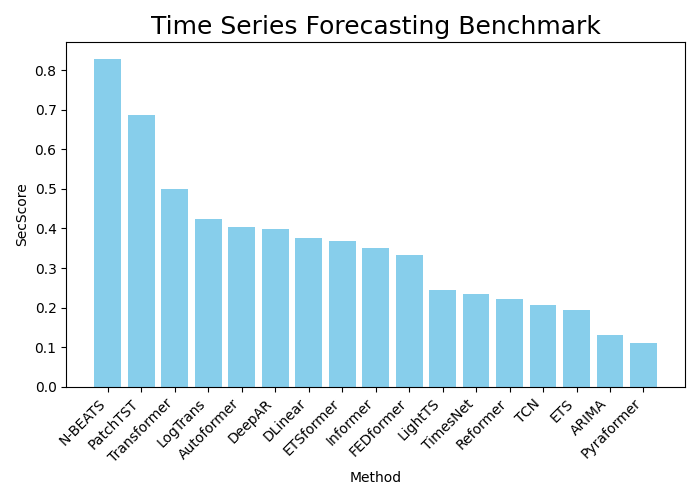 Time Series Forecasting Benchmark
SecScore
0.8
0.7
0.6
0.5
0.4
0.3
0.2
0.1
0.0
N-BEATS
PatchTST
Transformer
LogTrans
Autoformer
DeepAR
DLinear
ETSformer
Informer
FEDformer
LightTS
TimesNet
Reformer
TCN
ETS
ARIMA
Pyraformer
Method